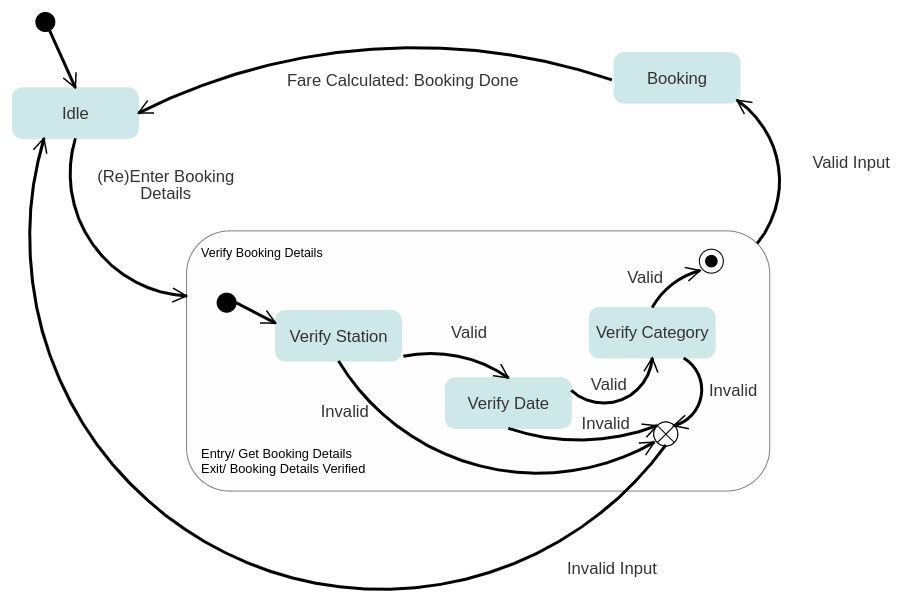 Booking
Fare Calculated: Booking Done
Idle
Valid Input
(Re)Enter Booking
Details
Verify Booking Details
Valid
Verify Station
Valid
Verify Category
Valid
Verify Date
Invalid
Invalid
Invalid
Entry/ Get Booking Details
Exit/ Booking Details Verified
Invalid Input